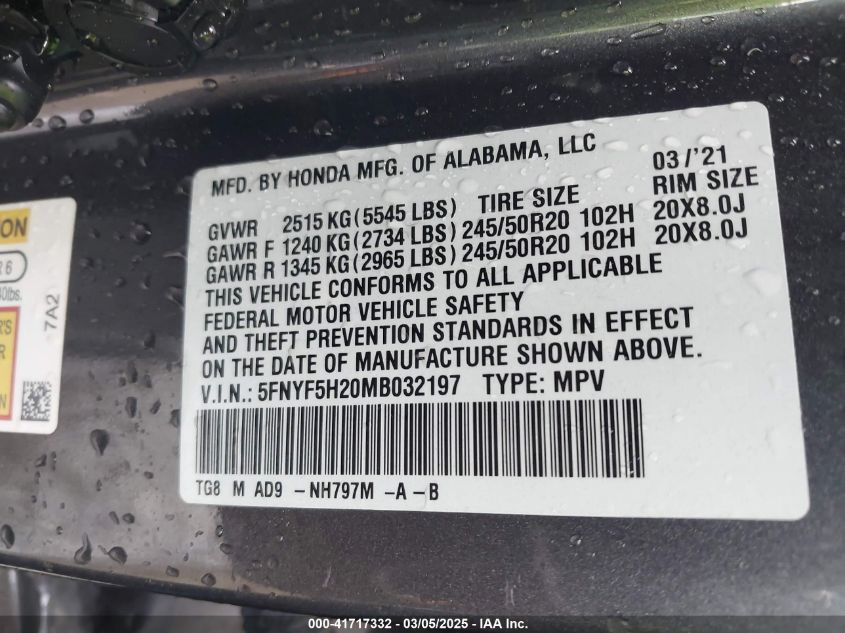 ION
R 6
40lbs.
7A2
R'S
R
MFD. BY HONDA MFG. OF ALABAMA, LLC 03/'21
GVWR 2515 KG(5545 LBS) TIRE SIZE RIM SIZE
GAWR F 1240 KG(2734 LBS) 245/50R20 102H 20X8.0J
GAWR R 1345 KG(2965 LBS) 245/50R20 102H 20X8.0J
THIS VEHICLE CONFORMS TO ALL APPLICABLE
FEDERAL MOTOR VEHICLE SAFETY
AND THEFT PREVENTION STANDARDS IN EFFECT
ON THE DATE OF MANUFACTURE SHOWN ABOVE.
V.I.N.: 5FNYF5H20MB032197 TYPE: MPV
TG8 M AD9 -NH797M -A-B
000-41717332 - 03/05/2025 - IAA Inc.